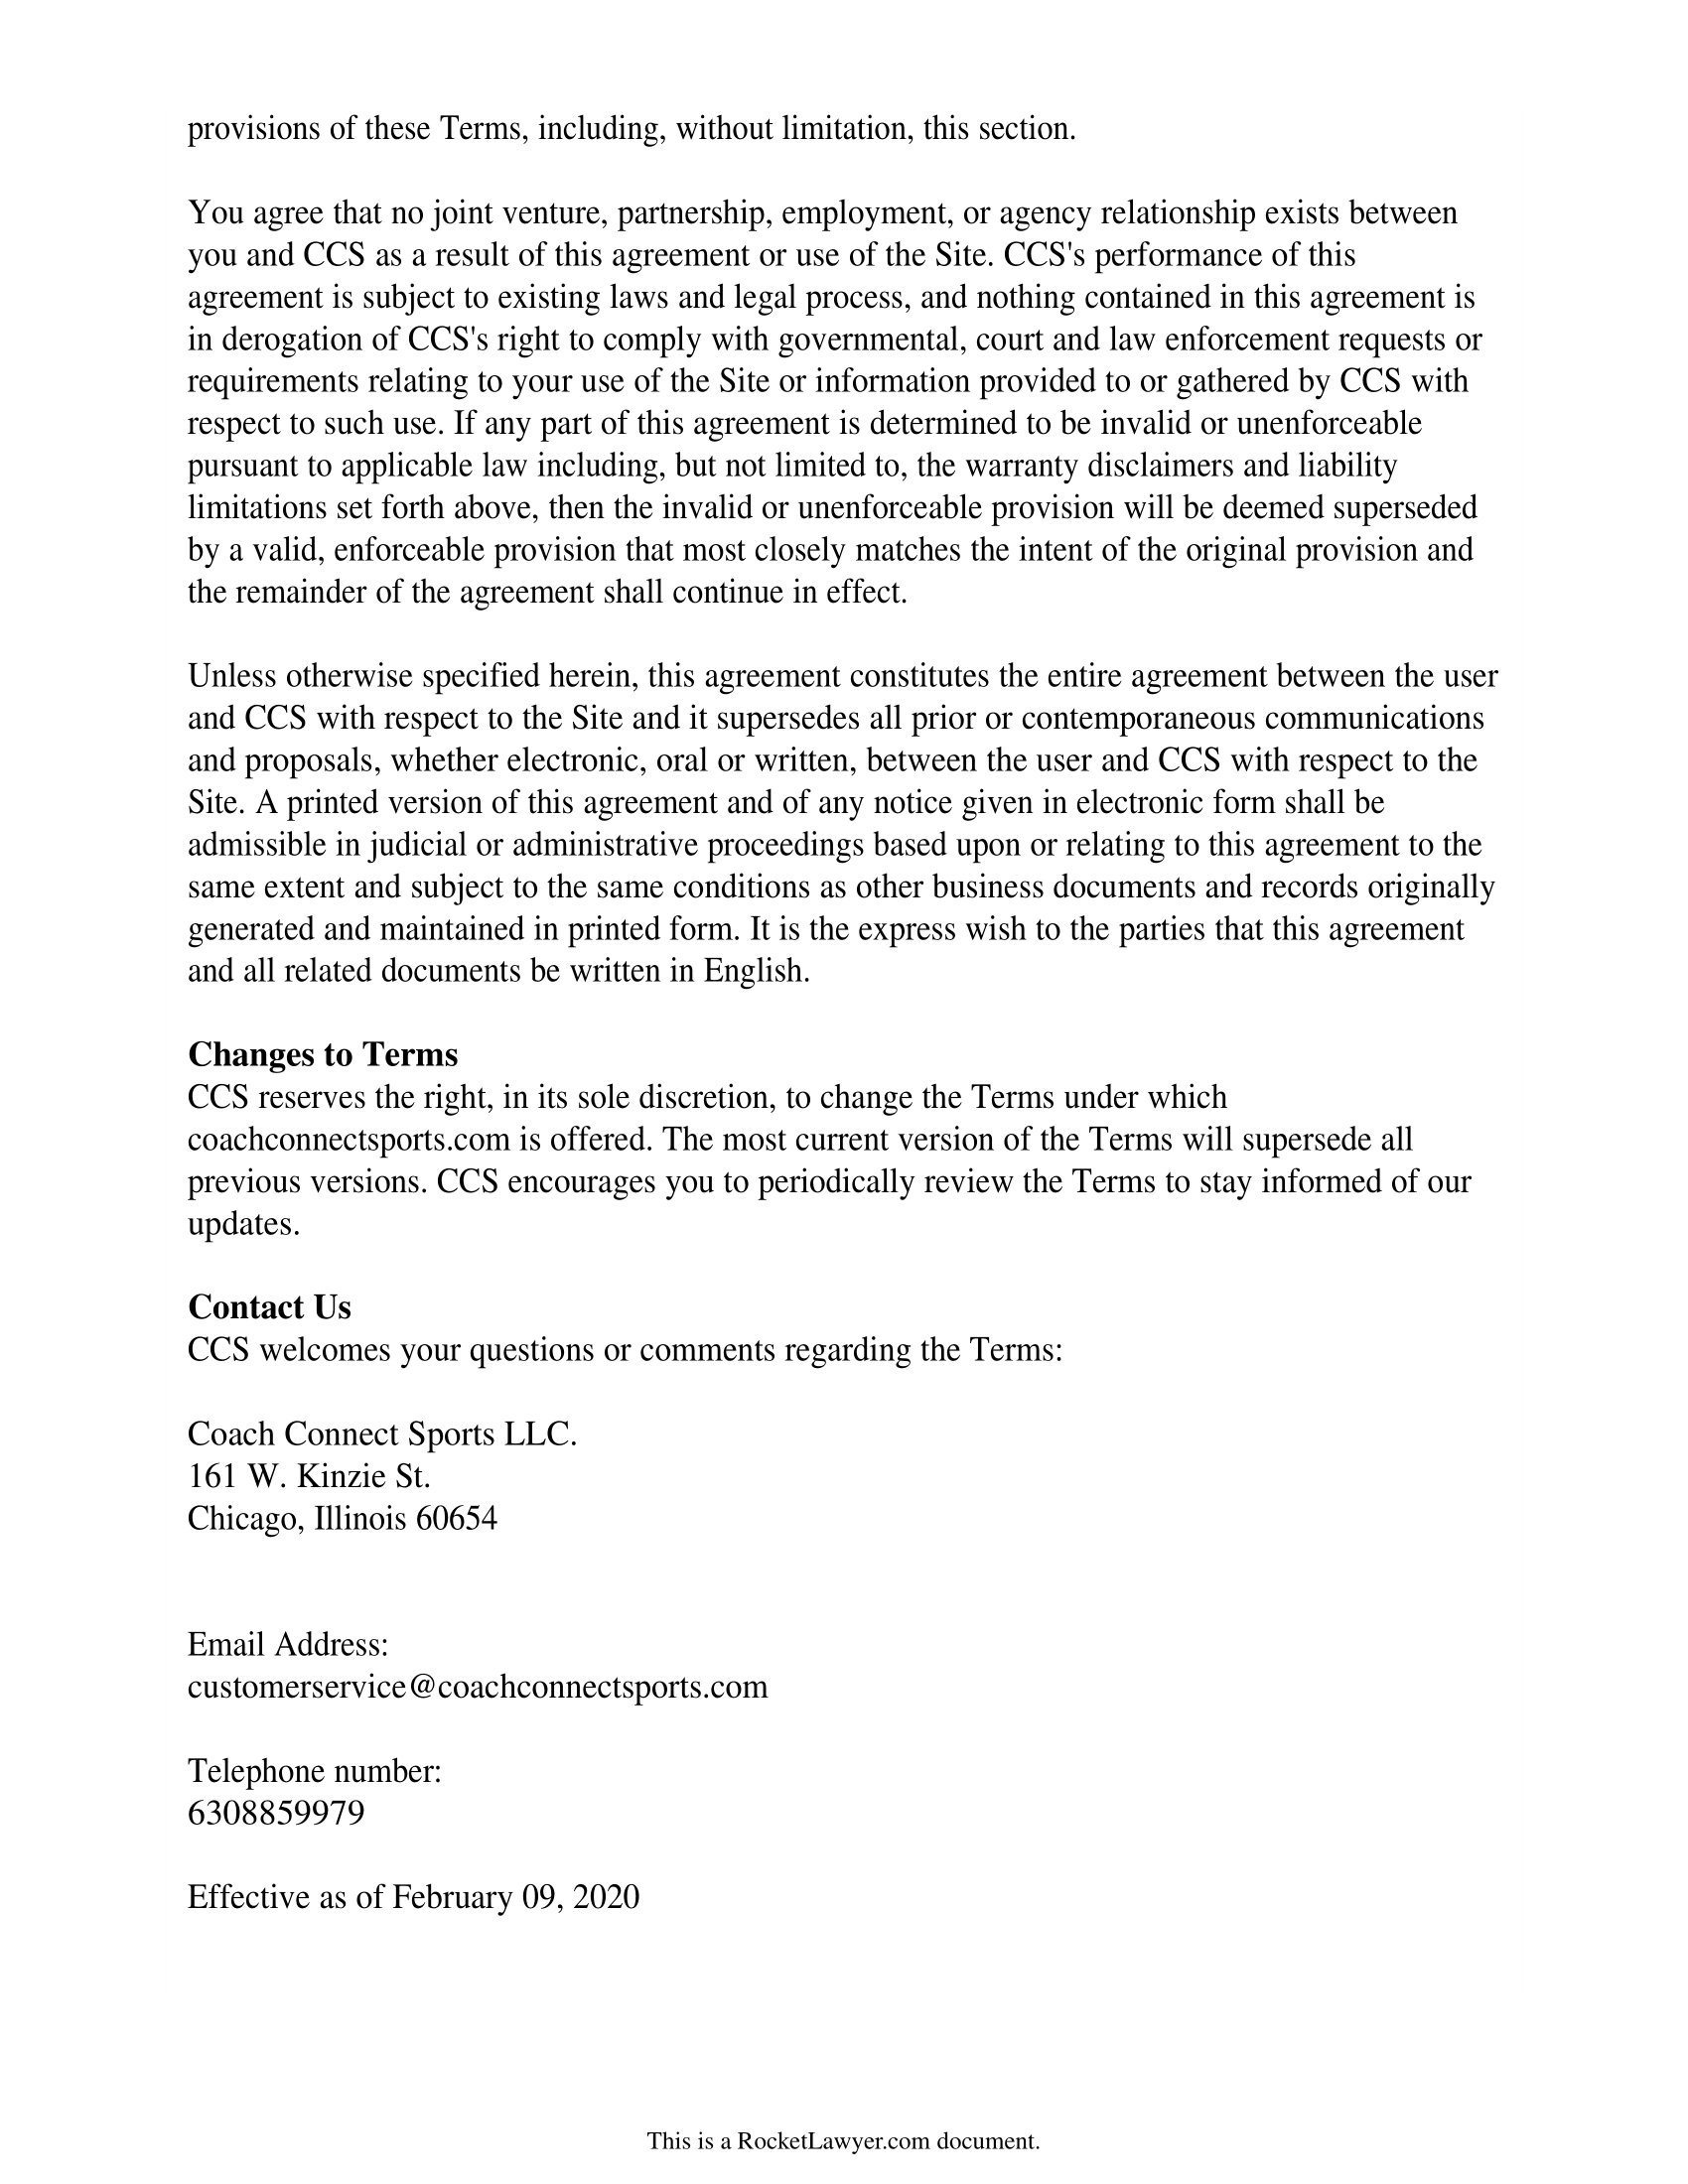 provisions of these Terms, including, without limitation, this section.
You agree that no joint venture, partnership, employment, or agency relationship exists between
you and CCS as a result of this agreement or use of the Site. CCS's performance of this
agreement is subject to existing laws and legal process, and nothing contained in this agreement is
in derogation of CCS's right to comply with governmental, court and law enforcement requests or
requirements relating to your use of the Site or information provided to or gathered by CCS with
respect to such use. If any part of this agreement is determined to be invalid or unenforceable
pursuant to applicable law including, but not limited to, the warranty disclaimers and liability
limitations set forth above, then the invalid or unenforceable provision will be deemed superseded
by a valid, enforceable provision that most closely matches the intent of the original provision and
the remainder of the agreement shall continue in effect.
Unless otherwise specified herein, this agreement constitutes the entire agreement between the user
and CCS with respect to the Site and it supersedes all prior or contemporaneous communications
and proposals, whether electronic, oral or written, between the user and CCS with respect to the
Site. A printed version of this agreement and of any notice given in electronic form shall be
admissible in judicial or administrative proceedings based upon or relating to this agreement to the
same extent and subject to the same conditions as other business documents and records originally
generated and maintained in printed form. It is the express wish to the parties that this agreement
and all related documents be written in English.
Changes to Terms
CCS reserves the right, in its sole discretion, to change the Terms under which
coachconnectsports.com is offered. The most current version of the Terms will supersede all
previous versions. CCS encourages you to periodically review the Terms to stay informed of our
updates.
Contact Us
CCS welcomes your questions or comments regarding the Terms:
Coach Connect Sports LLC.
161 W. Kinzie St.
Chicago, Illinois 60654
Email Address:
customerservice@coachconnectsports.com
Telephone number:
6308859979
Effective as of February 09, 2020
This is a RocketLawyer.com document.